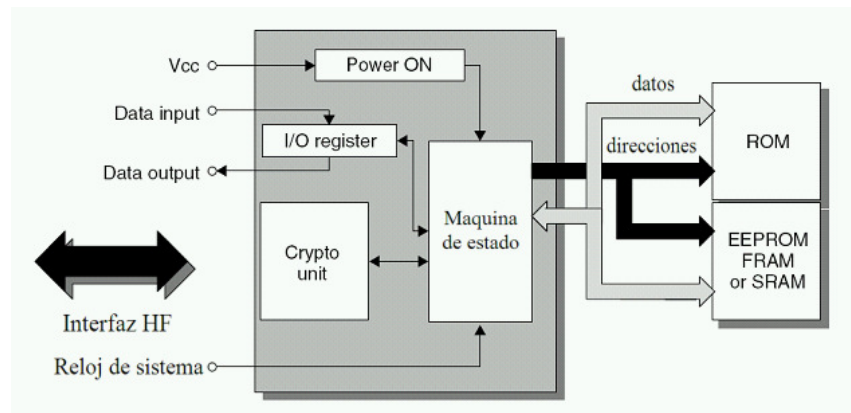 Vcc
Power ON
Data input
I/O register
Data output
Crypto
unit
Maquina
de estado
datos
direcciones
ROM
EEPROM
FRAM
or SRAM
Interfaz HF
Reloj de sistema